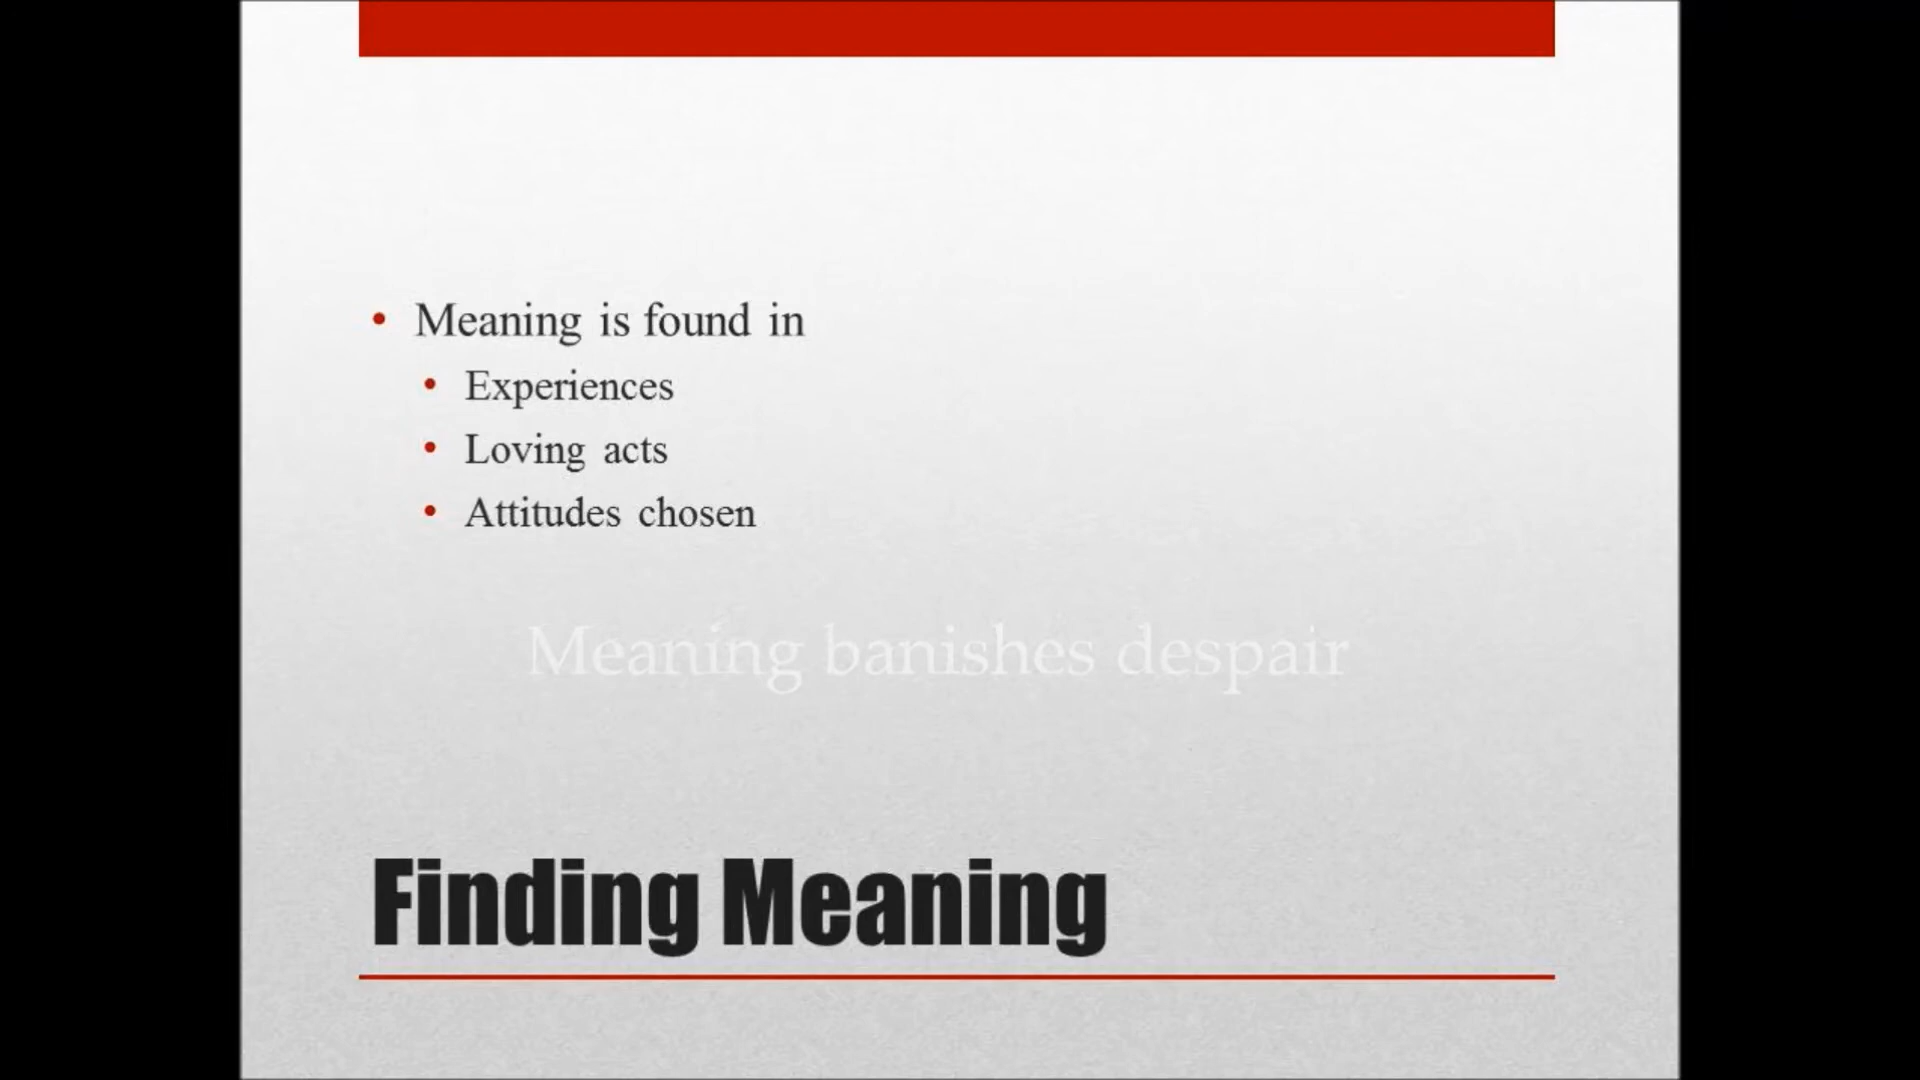 Meaning is found in
Experiences
Loving acts
Attitudes chosen
Meaning banishes despair
Finding Meaning